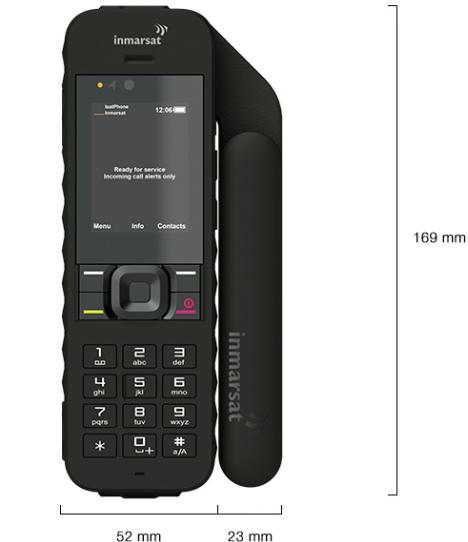 inmarsat
IsatPhone
Inmarsat
12:06
Ready for service
Incoming call alerts only
Menu Info Contacts
1 2 abc 3 def
4 ghi 5 jkl 6 mno
7 pqrs 8 tuv 9 wxyz
* 0 + # a/A
inmarsat
169 mm
52 mm 23 mm